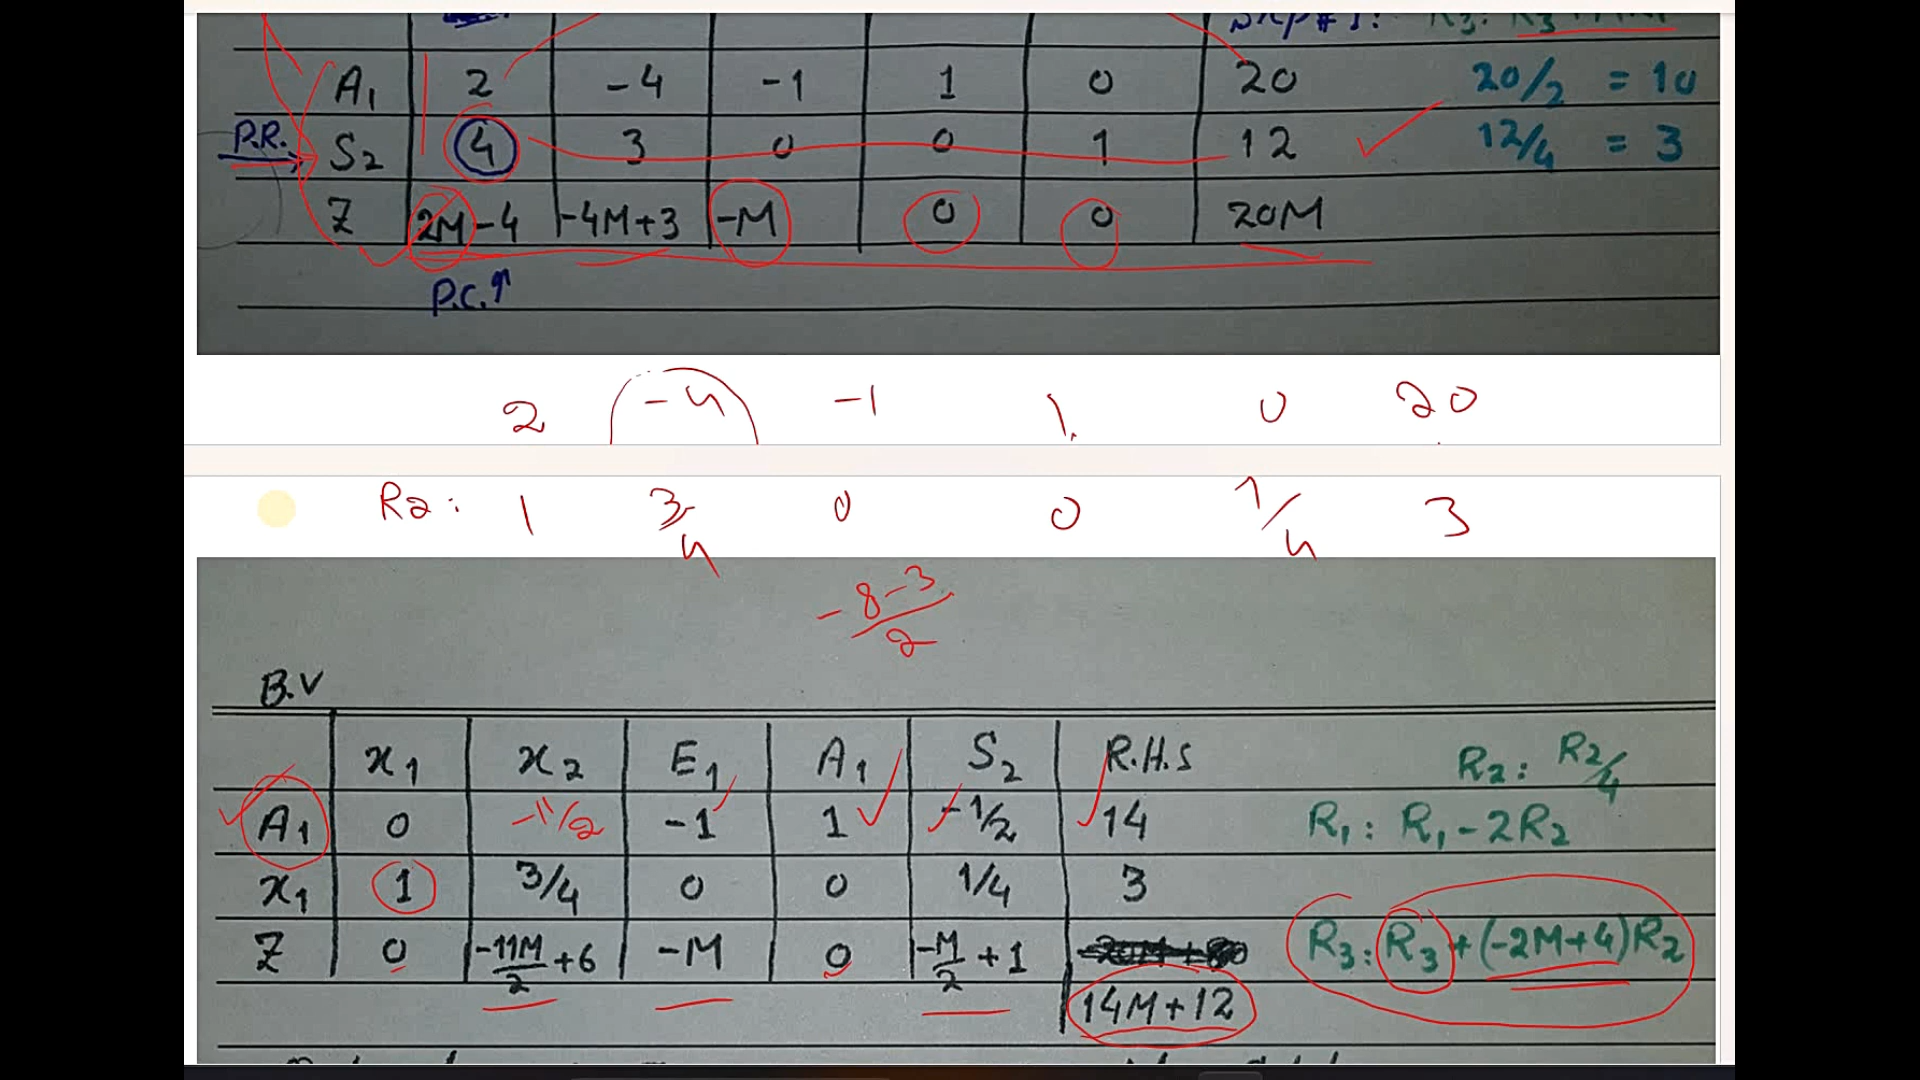 A1 2 -4 -1 1 0 20 20/2 = 10
P.R. S2 4 3 0 0 1 12 12/4 = 3
Z 2M-4 -4M+3 -M 0 0 20M
P.C.↑
2 -4 -1 1. 0 20
R2: 1 3/4 0 0 1/4 3
-8-3/2
B.V
x1 x2 E1 A1 S2 R.H.S R2: R2/4
A1 0 -11/2 -1 1 -1/2 14 R1: R1-2R2
x1 1 3/4 0 0 1/4 3
Z 0 -11M/2+6 -M 0 -M/2+1 R3: R3+(-2M+4)R2
14M+12